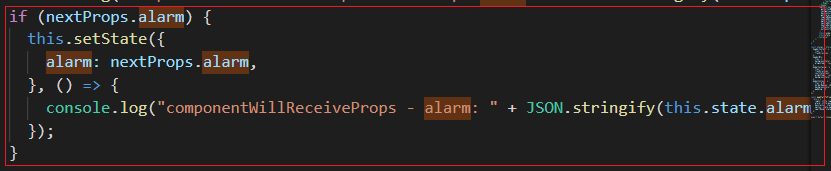 if (nextProps.alarm) {
this.setState({
alarm: nextProps.alarm,
}, () => {
console.log("componentWillReceiveProps - alarm: " + JSON.stringify(this.state.alarm
});
}